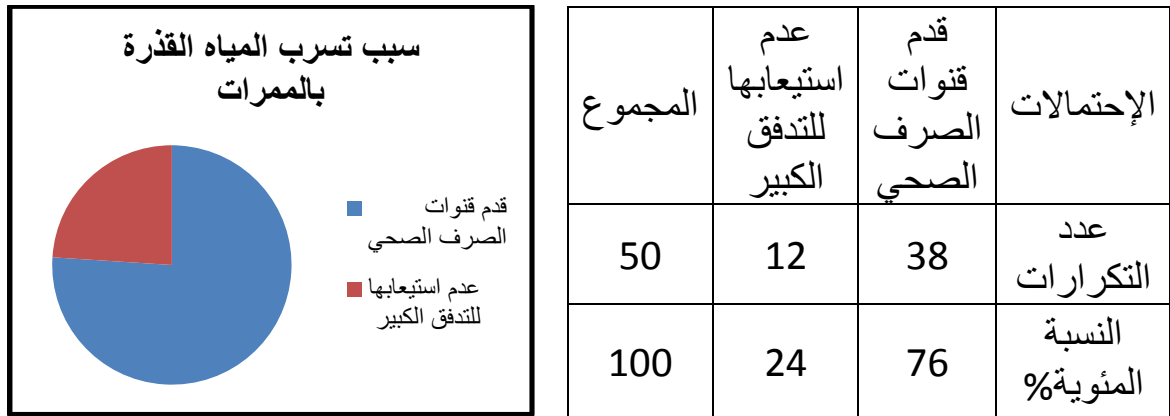 سبب تسرب المياه القذرة
بالممرات
قدم قنوات
الصرف الصحي
عدم استيعابها
للتدفق الكبير
الإحتمالات
قدم
قنوات
الصرف
الصحي
عدم
استيعابها
للتدفق
الكبير
المجموع
عدد
التكرارات
38
12
50
النسبة
المئوية%
76
24
100